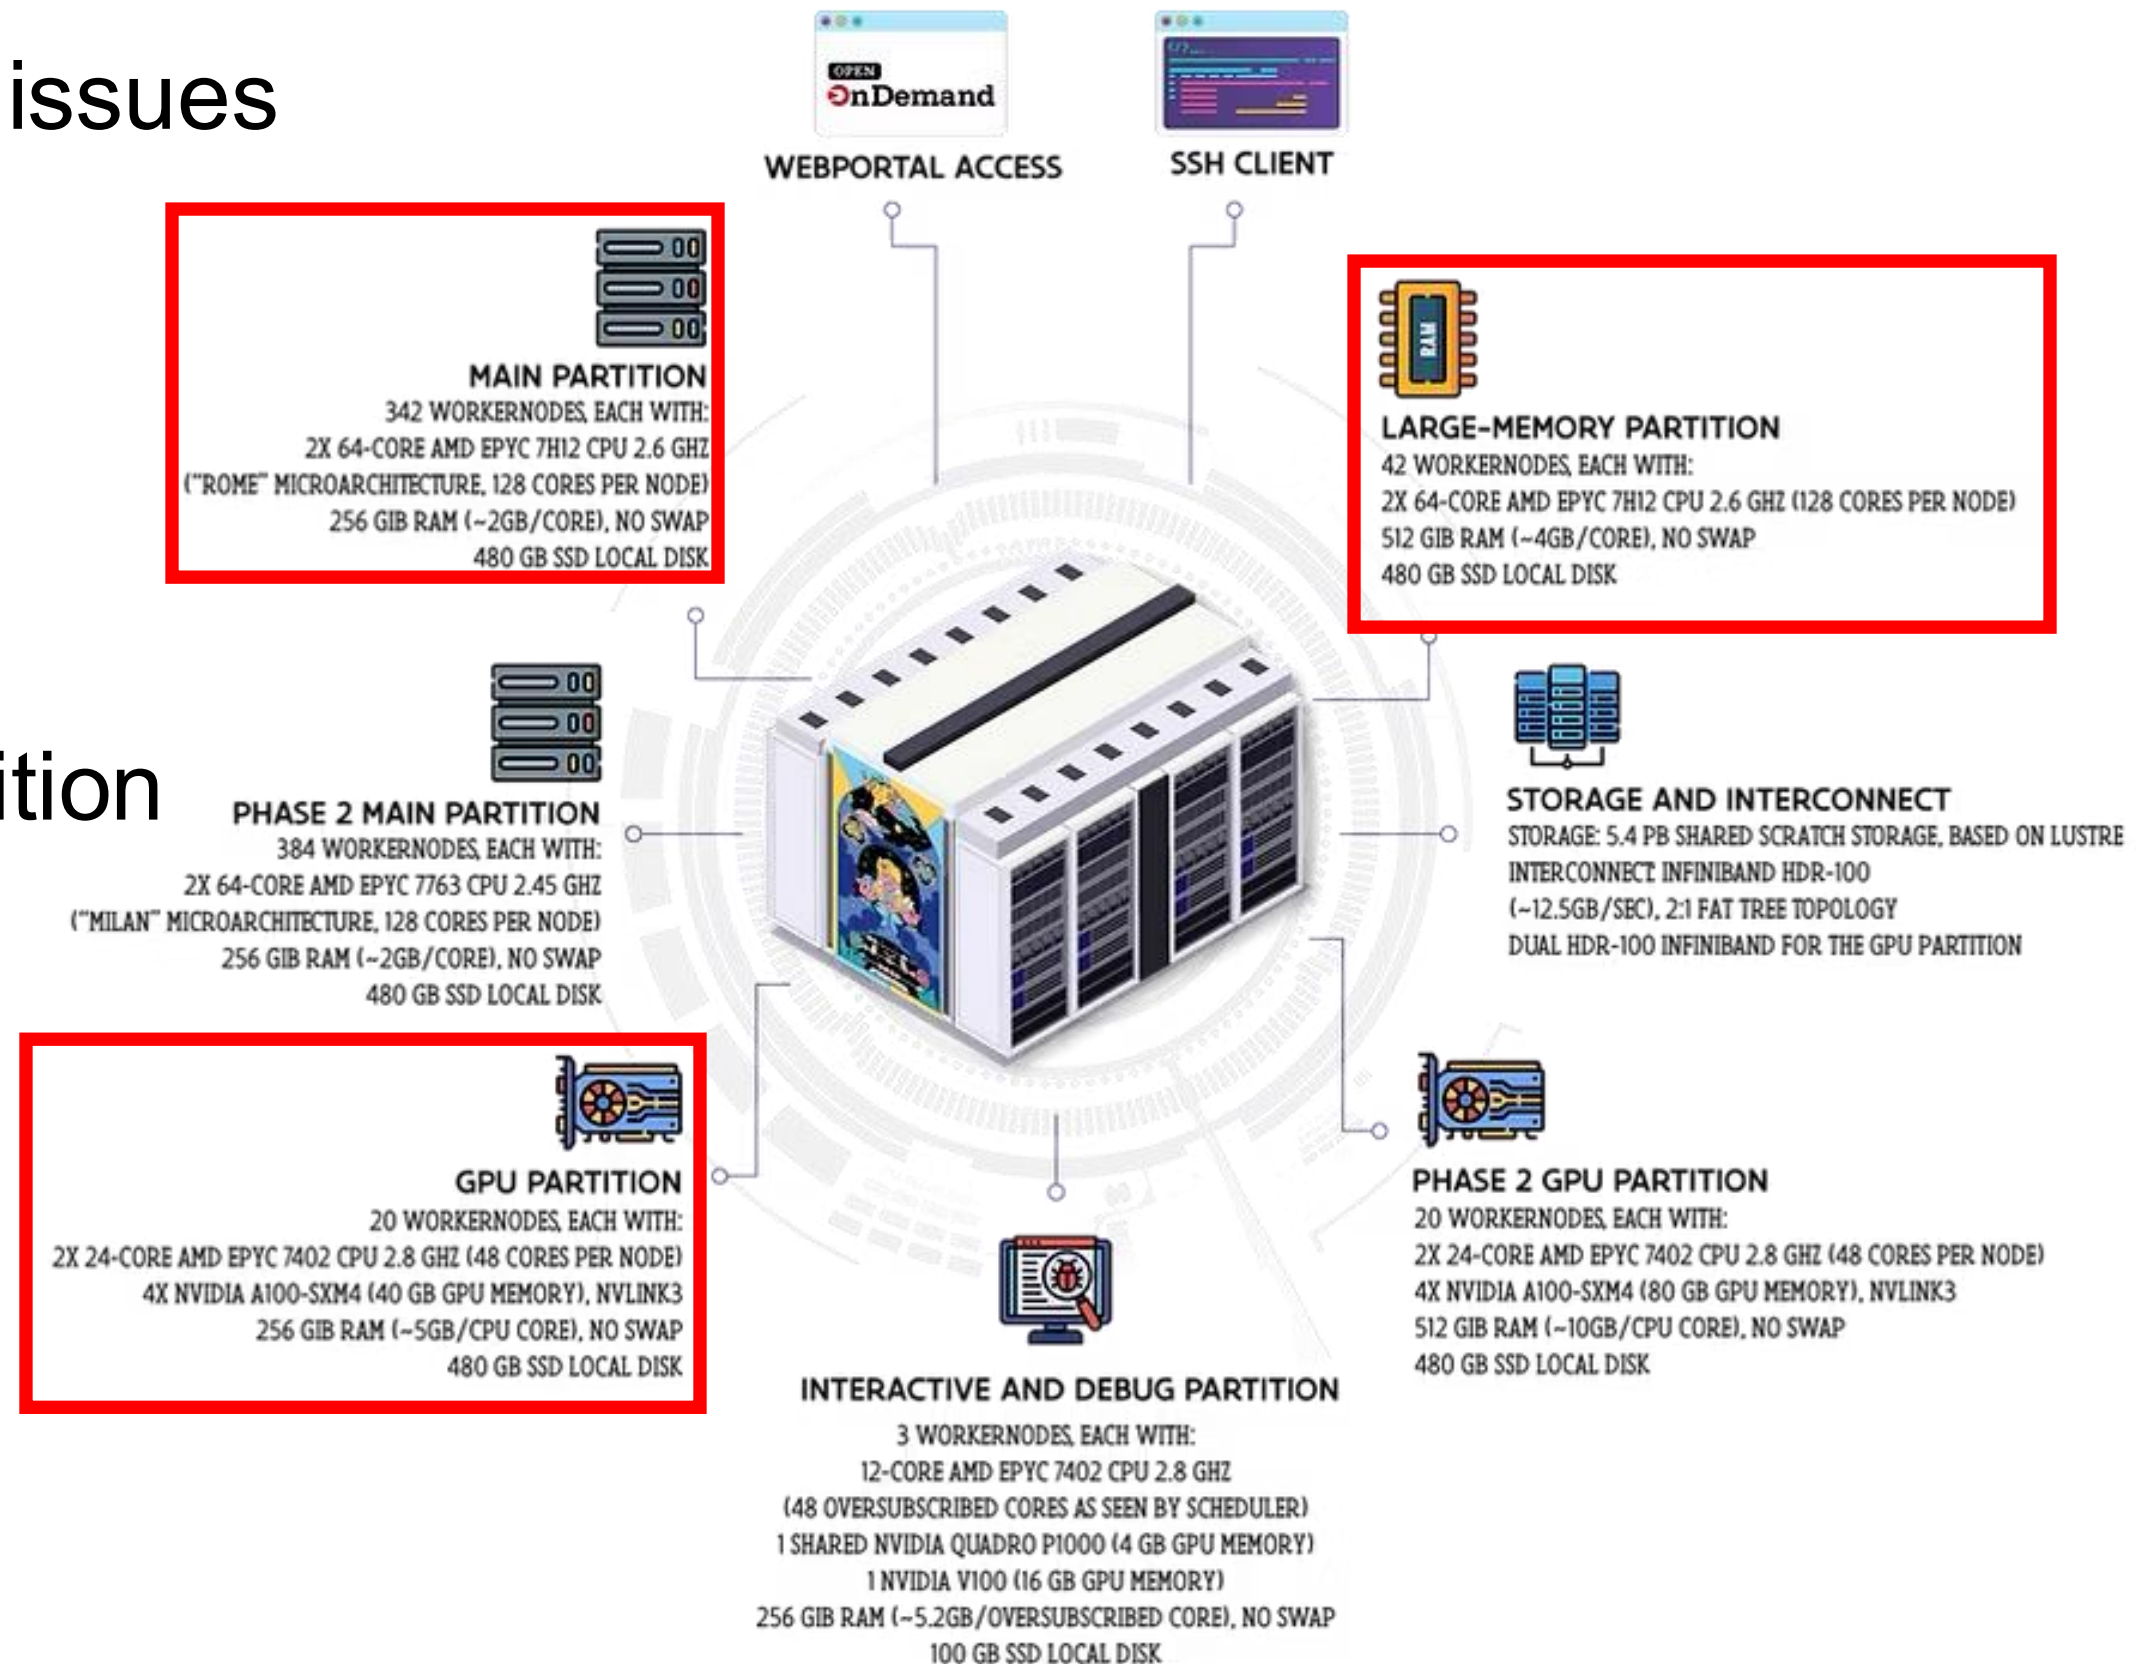 issues
OPEN
OnDemand
WEBPORTAL ACCESS
</?...
SSH CLIENT
MAIN PARTITION
342 WORKERNODES, EACH WITH:
2X 64-CORE AMD EPYC 7H12 CPU 2.6 GHZ
("ROME" MICROARCHITECTURE, 128 CORES PER NODE)
256 GIB RAM (~2GB/CORE), NO SWAP
480 GB SSD LOCAL DISK
RAM
LARGE-MEMORY PARTITION
42 WORKERNODES, EACH WITH:
2X 64-CORE AMD EPYC 7H12 CPU 2.6 GHZ (128 CORES PER NODE)
512 GIB RAM (~4GB/CORE), NO SWAP
480 GB SSD LOCAL DISK
ition
PHASE 2 MAIN PARTITION
384 WORKERNODES, EACH WITH:
2X 64-CORE AMD EPYC 7763 CPU 2.45 GHZ
("MILAN" MICROARCHITECTURE, 128 CORES PER NODE)
256 GIB RAM (~2GB/CORE), NO SWAP
480 GB SSD LOCAL DISK
STORAGE AND INTERCONNECT
STORAGE: 5.4 PB SHARED SCRATCH STORAGE, BASED ON LUSTRE
INTERCONNECT: INFINIBAND HDR-100
(~12.5GB/SEC), 2:1 FAT TREE TOPOLOGY
DUAL HDR-100 INFINIBAND FOR THE GPU PARTITION
GPU PARTITION
20 WORKERNODES, EACH WITH:
2X 24-CORE AMD EPYC 7402 CPU 2.8 GHZ (48 CORES PER NODE)
4X NVIDIA A100-SXM4 (40 GB GPU MEMORY), NVLINK3
256 GIB RAM (~5GB/CPU CORE), NO SWAP
480 GB SSD LOCAL DISK
PHASE 2 GPU PARTITION
20 WORKERNODES, EACH WITH:
2X 24-CORE AMD EPYC 7402 CPU 2.8 GHZ (48 CORES PER NODE)
4X NVIDIA A100-SXM4 (80 GB GPU MEMORY), NVLINK3
512 GIB RAM (~10GB/CPU CORE), NO SWAP
480 GB SSD LOCAL DISK
INTERACTIVE AND DEBUG PARTITION
3 WORKERNODES, EACH WITH:
12-CORE AMD EPYC 7402 CPU 2.8 GHZ
(48 OVERSUBSCRIBED CORES AS SEEN BY SCHEDULER)
1 SHARED NVIDIA QUADRO P1000 (4 GB GPU MEMORY)
1 NVIDIA V100 (16 GB GPU MEMORY)
256 GIB RAM (~5.2GB/OVERSUBSCRIBED CORE), NO SWAP
100 GB SSD LOCAL DISK